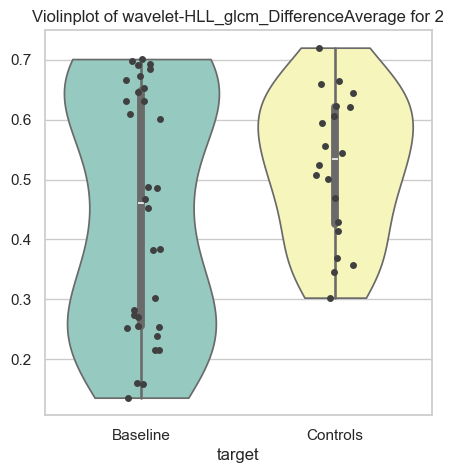 Violinplot of wavelet-HLL_glcm_DifferenceAverage for 2
0.7
0.6
0.5
0.4
0.3
0.2
Baseline Controls
target